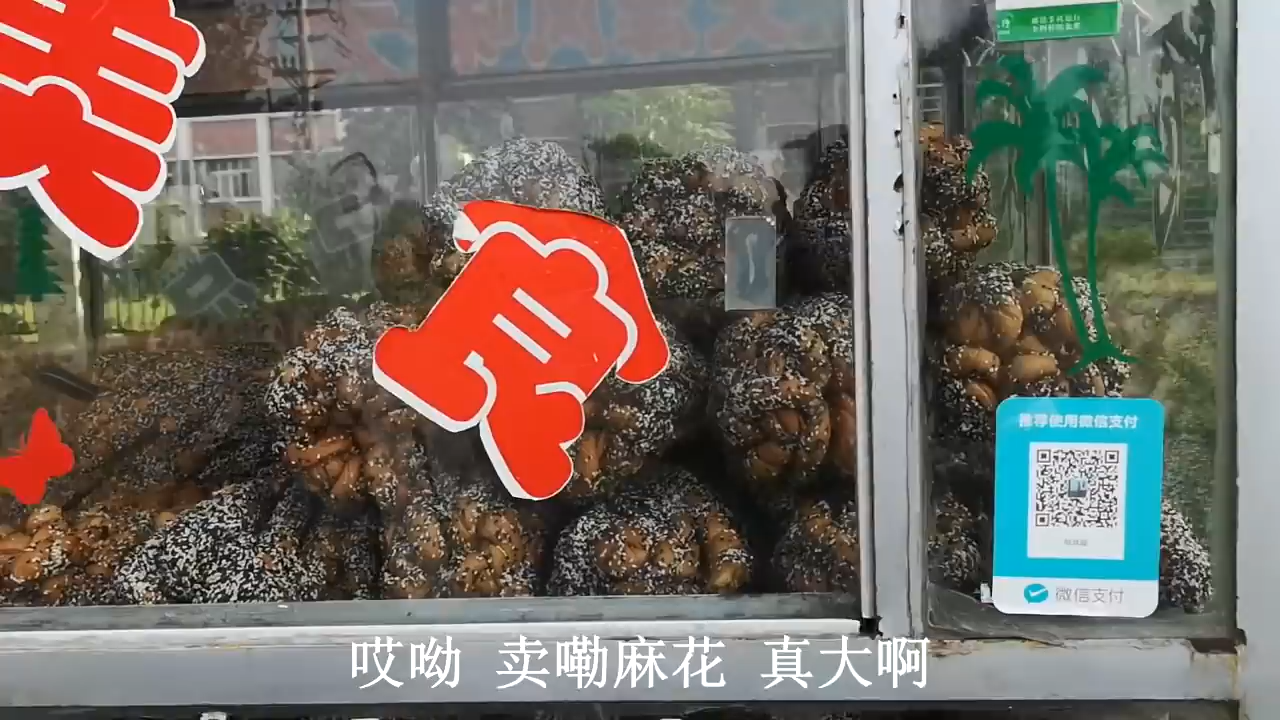 美
食
推荐使用微信支付
微信支付
哎呦 卖嘞麻花 真大啊